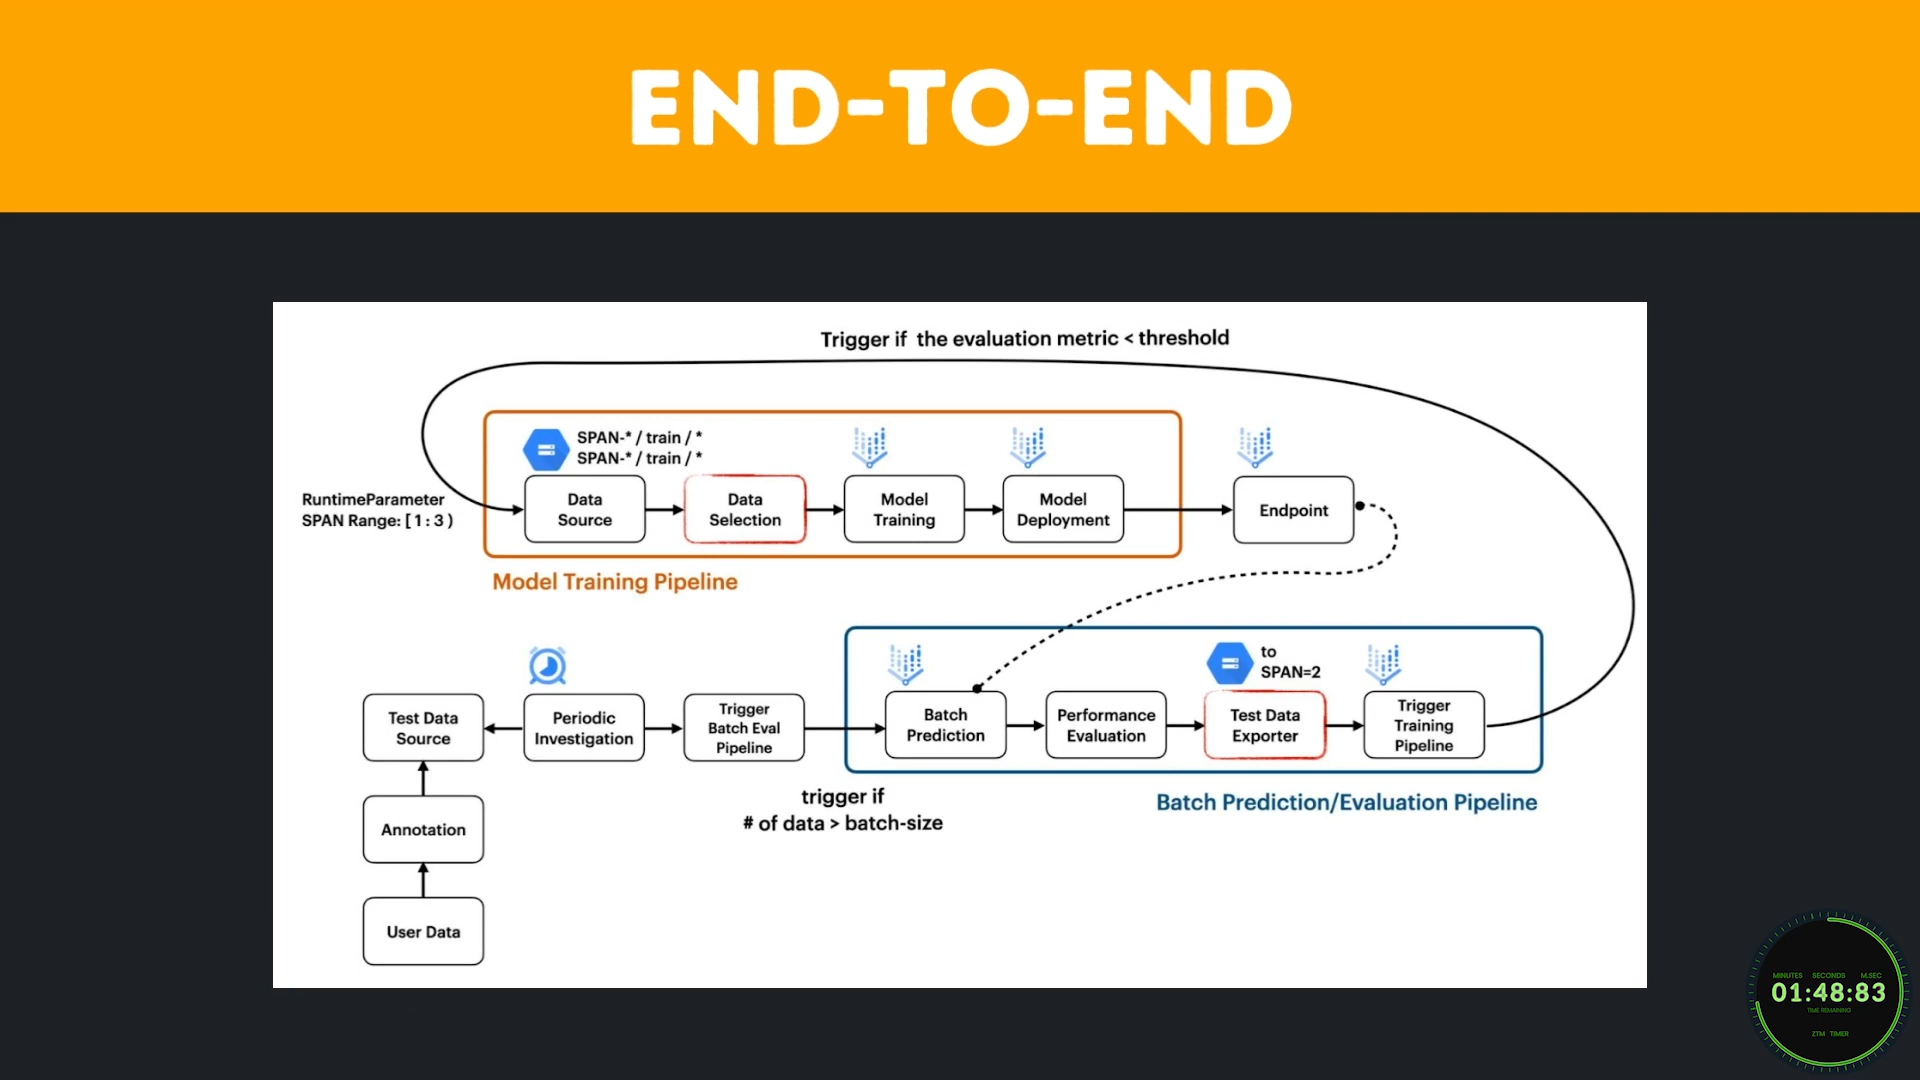 END-TO-END
Trigger if the evaluation metric < threshold
SPAN-* / train / *
SPAN-* / train / *
RuntimeParameter
SPAN Range: [ 1 : 3 )
Data
Source
Data
Selection
Model
Training
Model
Deployment
Endpoint
Model Training Pipeline
to
SPAN=2
Test Data
Source
Periodic
Investigation
Trigger
Batch Eval
Pipeline
Batch
Prediction
Performance
Evaluation
Test Data
Exporter
Trigger
Training
Pipeline
trigger if
# of data > batch-size
Batch Prediction/Evaluation Pipeline
Annotation
User Data
MINUTES SECONDS M.SEC
01:48:83
TIME REMAINING
ZTM TIMER